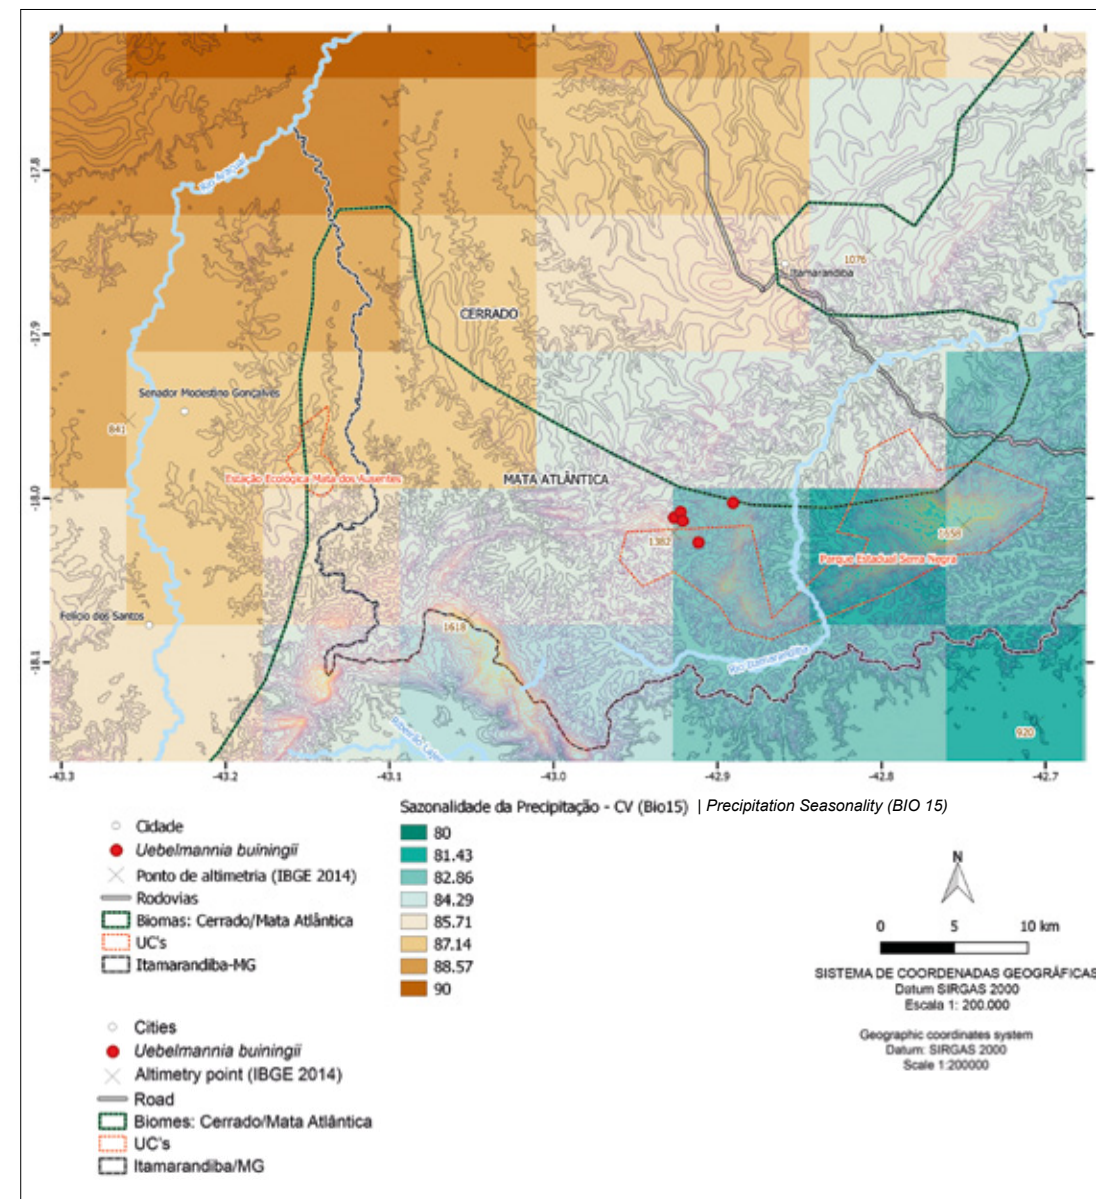 -17.8
-17.9
-18.0
-18.1
Rio Araçuaí
CERRADO
1076
Itamarandiba
Senador Modestino Gonçalves
841
Estação Ecológica Mata dos Ausentes
MATA ATLÂNTICA
1382
1658
Parque Estadual Serra Negra
Felício dos Santos
1618
Rio Itamarandiba
920
-43.3 -43.2 -43.1 -43.0 -42.9 -42.8 -42.7
Sazonalidade da Precipitação - CV (Bio15) | Precipitation Seasonality (BIO 15)
80
81.43
82.86
84.29
85.71
87.14
88.57
90
Cidade
Uebelmannia buiningii
Ponto de altimetria (IBGE 2014)
Rodovias
Biomas: Cerrado/Mata Atlântica
UC's
Itamarandiba-MG
Cities
Uebelmannia buiningii
Altimetry point (IBGE 2014)
Road
Biomes: Cerrado/Mata Atlântica
UC's
Itamarandiba/MG
N
0 5 10 km
SISTEMA DE COORDENADAS GEOGRÁFICAS
Datum SIRGAS 2000
Escala 1: 200.000
Geographic coordinates system
Datum: SIRGAS 2000
Scale 1:200000